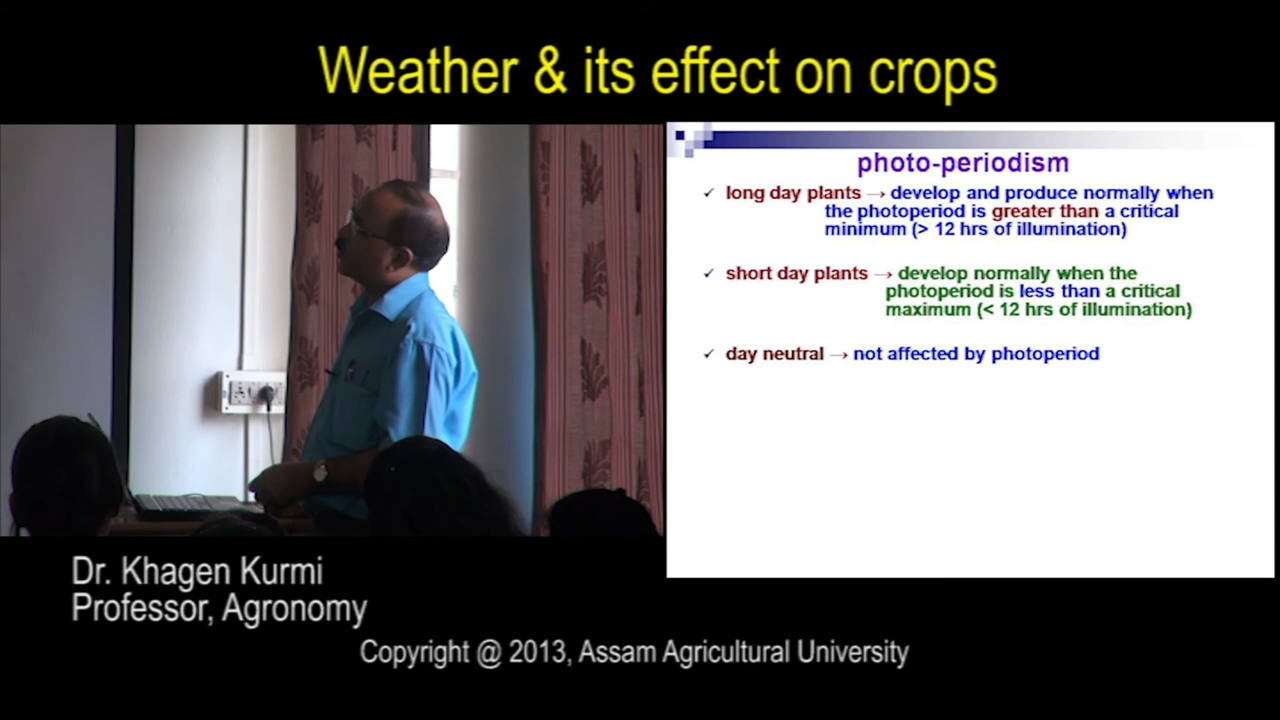 Weather & its effect on crops
photo-periodism
✓ long day plants → develop and produce normally when
the photoperiod is greater than a critical
minimum (> 12 hrs of illumination)
✓ short day plants → develop normally when the
photoperiod is less than a critical
maximum (< 12 hrs of illumination)
✓ day neutral → not affected by photoperiod
Dr. Khagen Kurmi
Professor, Agronomy
Copyright @ 2013, Assam Agricultural University